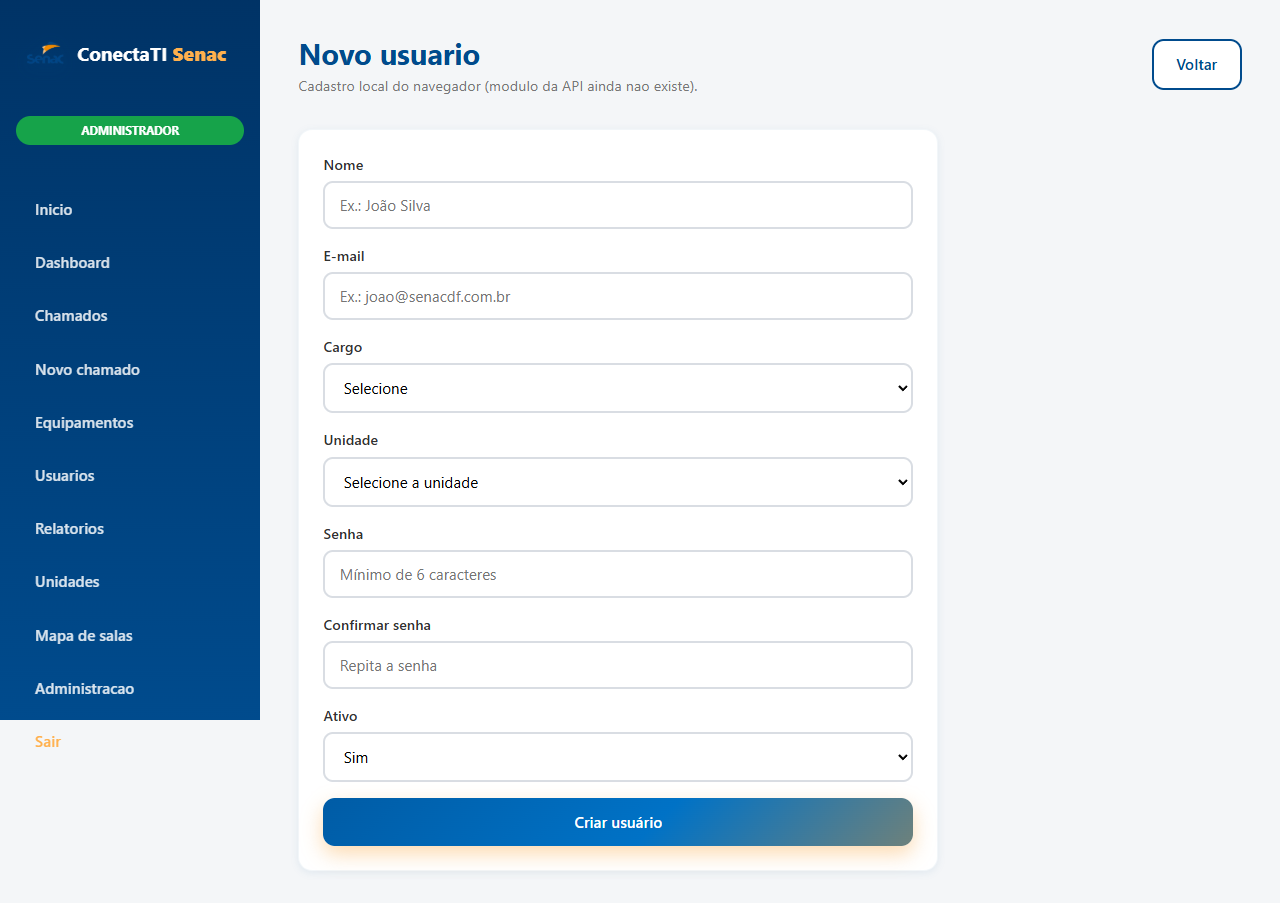 Senac
ConectaTI Senac
ADMINISTRADOR
Inicio
Dashboard
Chamados
Novo chamado
Equipamentos
Usuarios
Relatorios
Unidades
Mapa de salas
Administracao
Sair
Novo usuario
Cadastro local do navegador (modulo da API ainda nao existe).
Voltar
Nome
Ex.: João Silva
E-mail
Ex.: joao@senacdf.com.br
Cargo
Selecione
Unidade
Selecione a unidade
Senha
Mínimo de 6 caracteres
Confirmar senha
Repita a senha
Ativo
Sim
Criar usuário